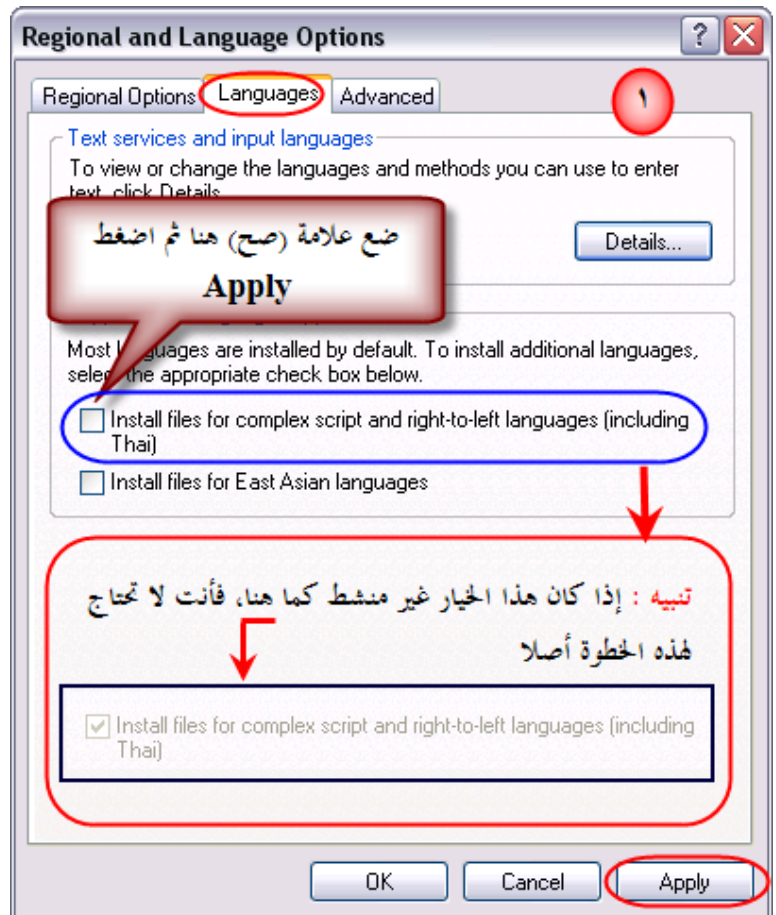 Regional and Language Options
Regional Options Languages Advanced
١
Text services and input languages
To view or change the languages and methods you can use to enter
text, click Details.
ضع علامة (صح) هنا ثم اضغط
Apply
Details...
Most languages are installed by default. To install additional languages,
select the appropriate check box below.
Install files for complex script and right-to-left languages (including
Thai)
Install files for East Asian languages
تنبيه : إذا كان هذا الخيار غير منشط كما هنا، فأنت لا تحتاج
لهذه الخطوة أصلا
Install files for complex script and right-to-left languages (including
Thai)
OK Cancel Apply